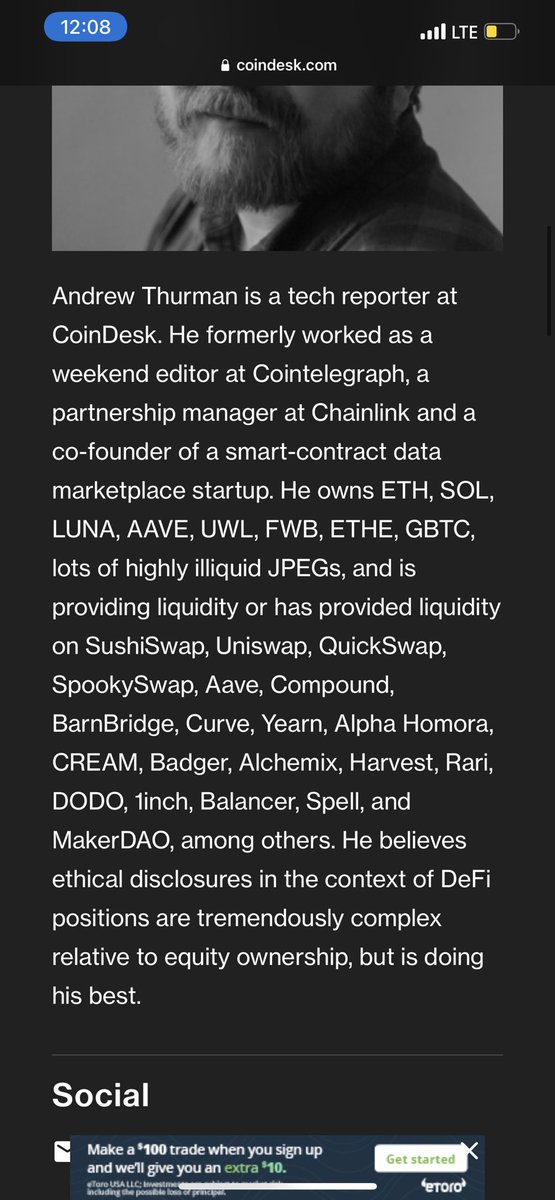 12:08
LTE
coindesk.com
Andrew Thurman is a tech reporter at
CoinDesk. He formerly worked as a
weekend editor at Cointelegraph, a
partnership manager at Chainlink and a
co-founder of a smart-contract data
marketplace startup. He owns ETH, SOL,
LUNA, AAVE, UWL, FWB, ETHE, GBTC,
lots of highly illiquid JPEGs, and is
providing liquidity or has provided liquidity
on SushiSwap, Uniswap, QuickSwap,
SpookySwap, Aave, Compound,
BarnBridge, Curve, Yearn, Alpha Homora,
CREAM, Badger, Alchemix, Harvest, Rari,
DODO, 1inch, Balancer, Spell, and
MakerDAO, among others. He believes
ethical disclosures in the context of DeFi
positions are tremendously complex
relative to equity ownership, but is doing
his best.
Social
Make a $100 trade when you sign up
and we'll give you an extra $10.
Get started
eToro USA LLC; Investments
including the possible loss of principal.
eToro